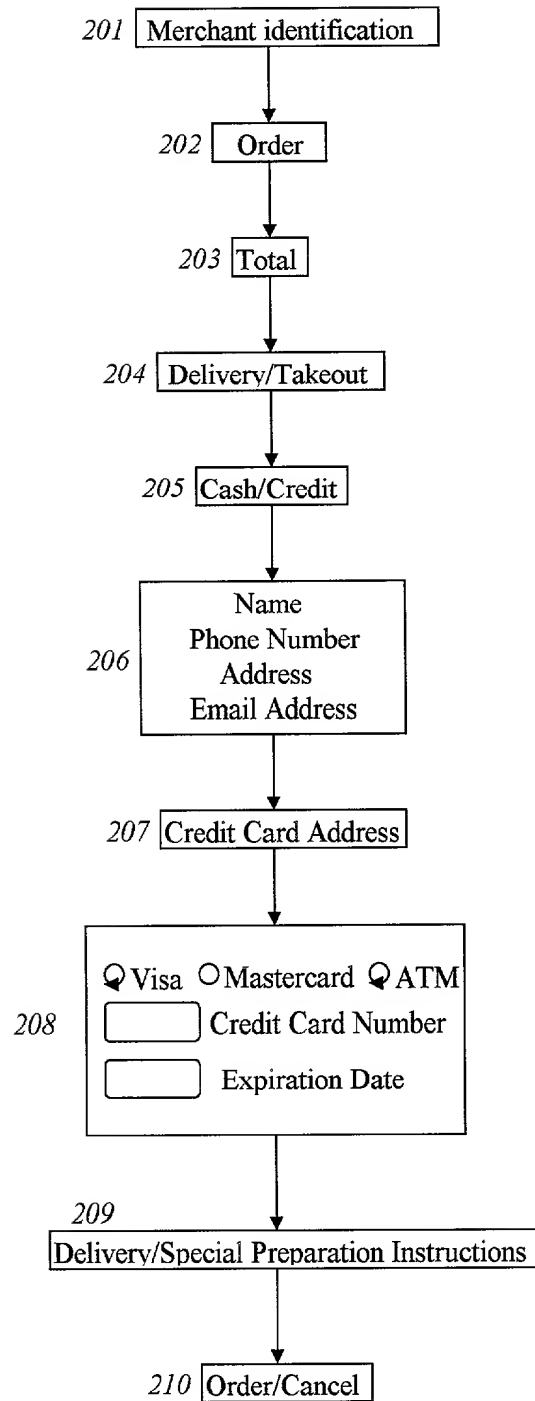 201 Merchant identification
202 Order
203 Total
204 Delivery/Takeout
205 Cash/Credit
Name
Phone Number
206 Address
Email Address
207 Credit Card Address
Visa Mastercard ATM
208 Credit Card Number
Expiration Date
209
Delivery/Special Preparation Instructions
210 Order/Cancel